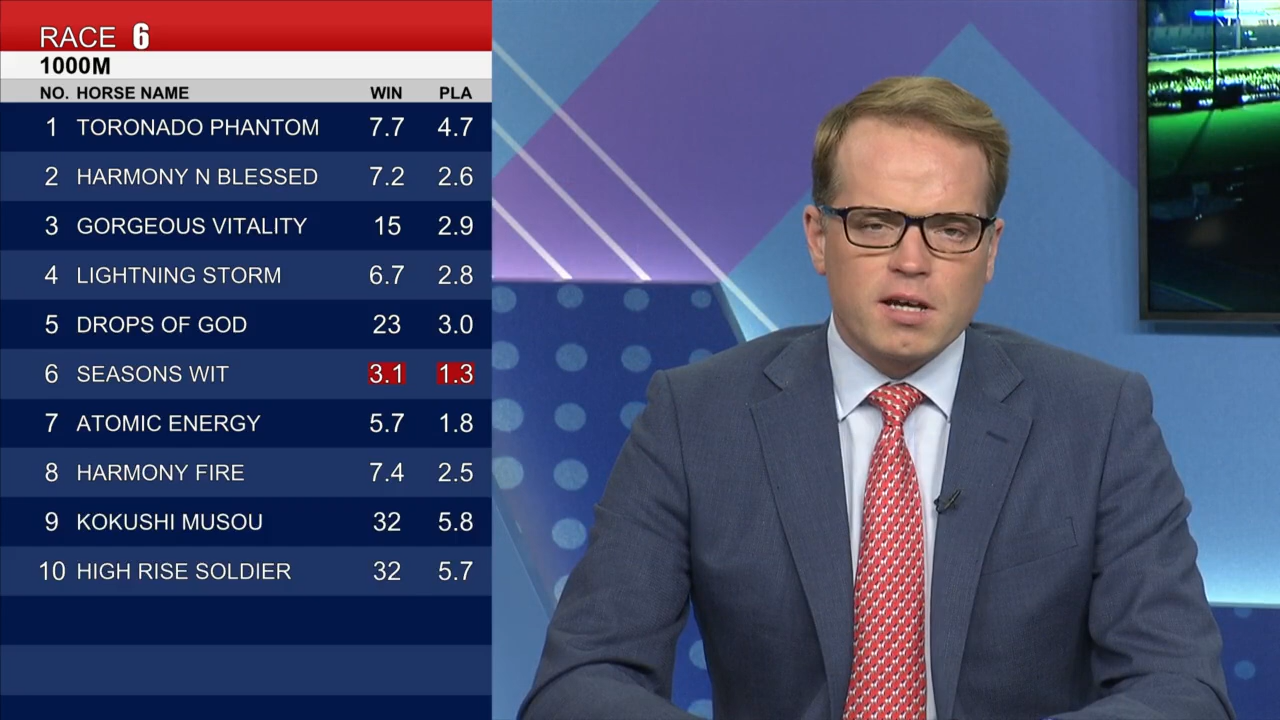 RACE 6
1000M
NO. HORSE NAME WIN PLA
1 TORONADO PHANTOM 7.7 4.7
2 HARMONY N BLESSED 7.2 2.6
3 GORGEOUS VITALITY 15 2.9
4 LIGHTNING STORM 6.7 2.8
5 DROPS OF GOD 23 3.0
6 SEASONS WIT 3.1 1.3
7 ATOMIC ENERGY 5.7 1.8
8 HARMONY FIRE 7.4 2.5
9 KOKUSHI MUSOU 32 5.8
10 HIGH RISE SOLDIER 32 5.7